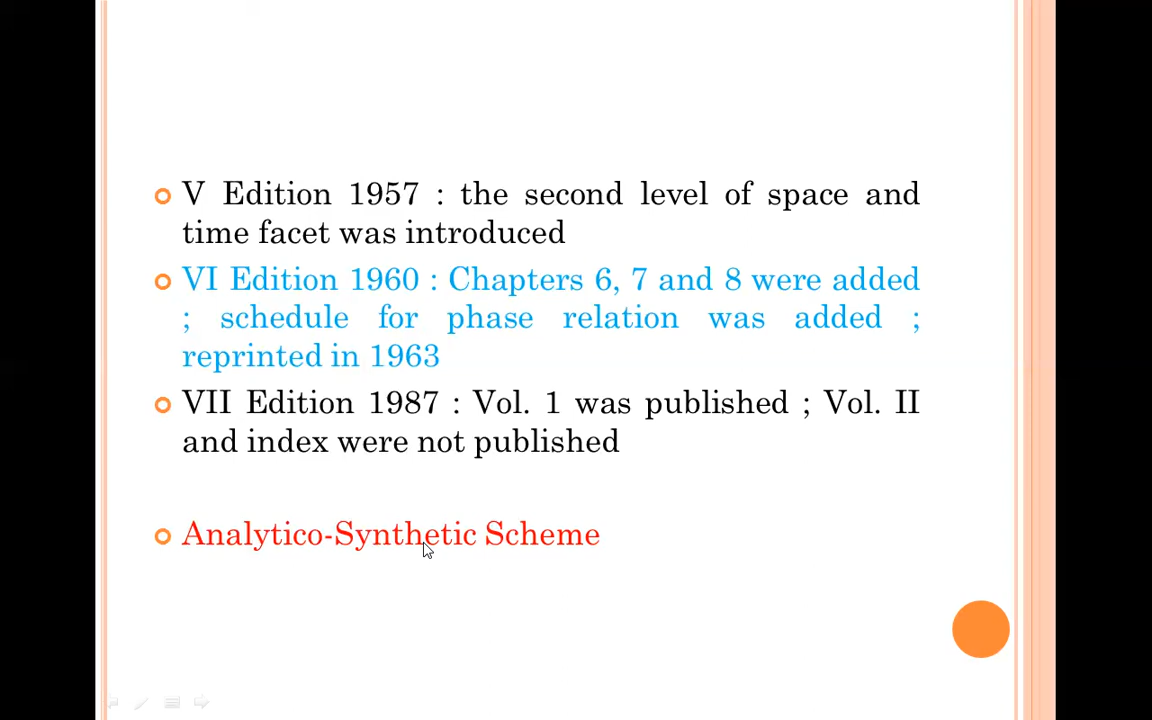 V Edition 1957 : the second level of space and
time facet was introduced
VI Edition 1960 : Chapters 6, 7 and 8 were added
; schedule for phase relation was added ;
reprinted in 1963
VII Edition 1987 : Vol. 1 was published ; Vol. II
and index were not published
Analytico-Synthetic Scheme